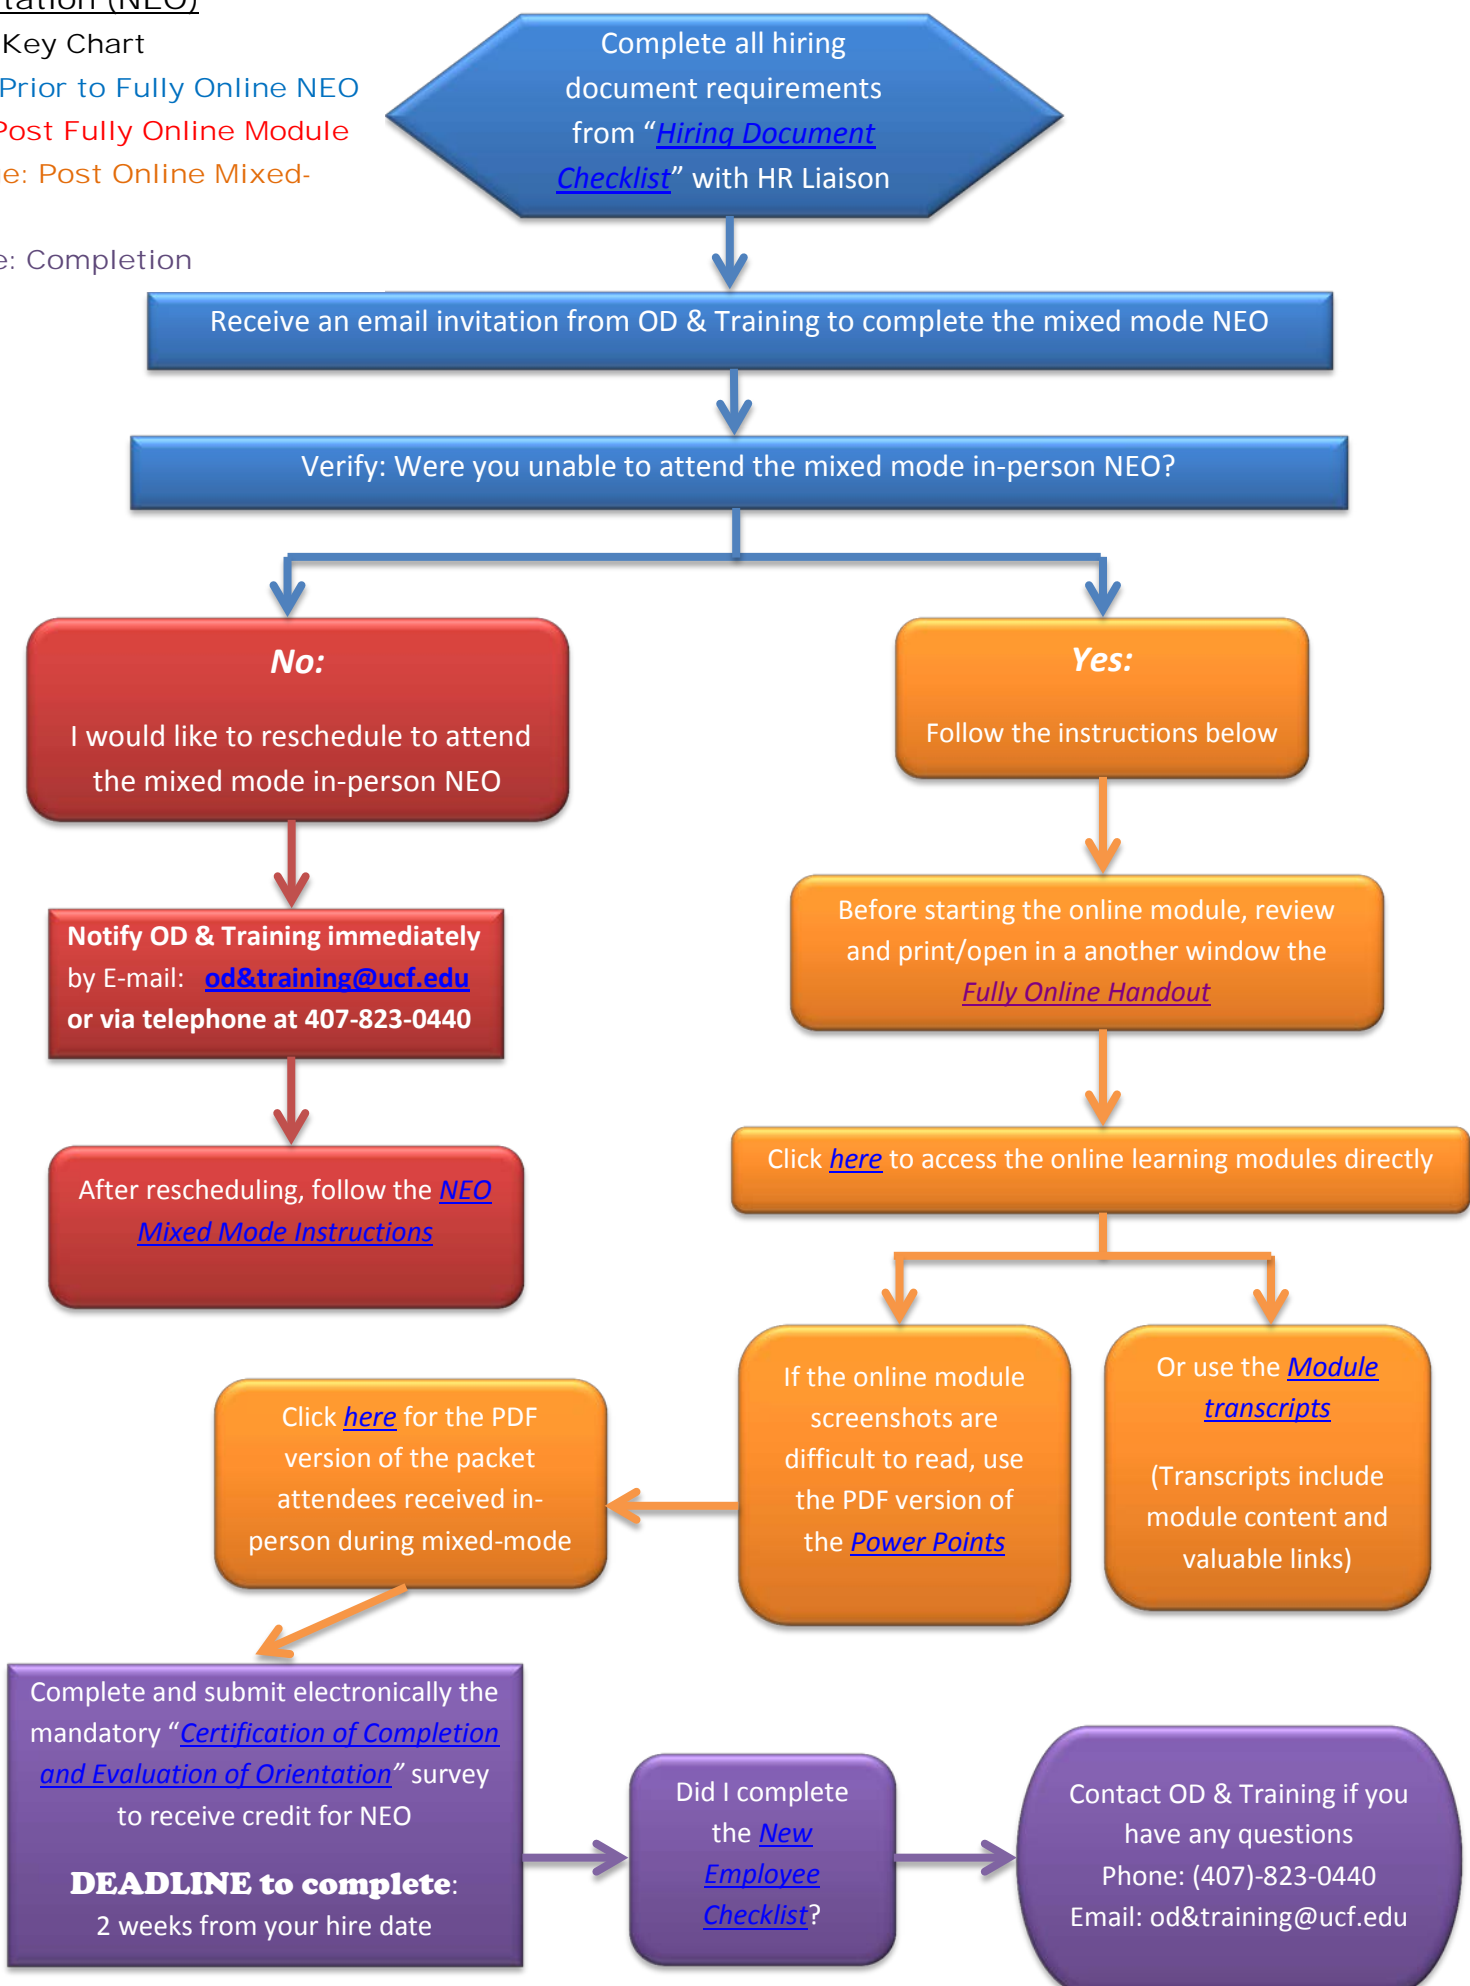 (NEO)
Key Chart
Prior to Fully Online NEO
Post Fully Online Module
Post Online Mixed-
Completion
Complete all hiring
document requirements
from “Hiring Document
Checklist” with HR Liaison
Receive an email invitation from OD & Training to complete the mixed mode NEO
Verify: Were you unable to attend the mixed mode in-person NEO?
No:
I would like to reschedule to attend
the mixed mode in-person NEO
Yes:
Follow the instructions below
Notify OD & Training immediately
by E-mail: od&training@ucf.edu
or via telephone at 407-823-0440
Before starting the online module, review
and print/open in a another window the
Fully Online Handout
After rescheduling, follow the NEO
Mixed Mode Instructions
Click here to access the online learning modules directly
If the online module
screenshots are
difficult to read, use
the PDF version of
the Power Points
Or use the Module
transcripts
(Transcripts include
module content and
valuable links)
Click here for the PDF
version of the packet
attendees received in-
person during mixed-mode
Complete and submit electronically the
mandatory “Certification of Completion
and Evaluation of Orientation” survey
to receive credit for NEO
DEADLINE to complete:
2 weeks from your hire date
Did I complete
the New
Employee
Checklist?
Contact OD & Training if you
have any questions
Phone: (407)-823-0440
Email: od&training@ucf.edu